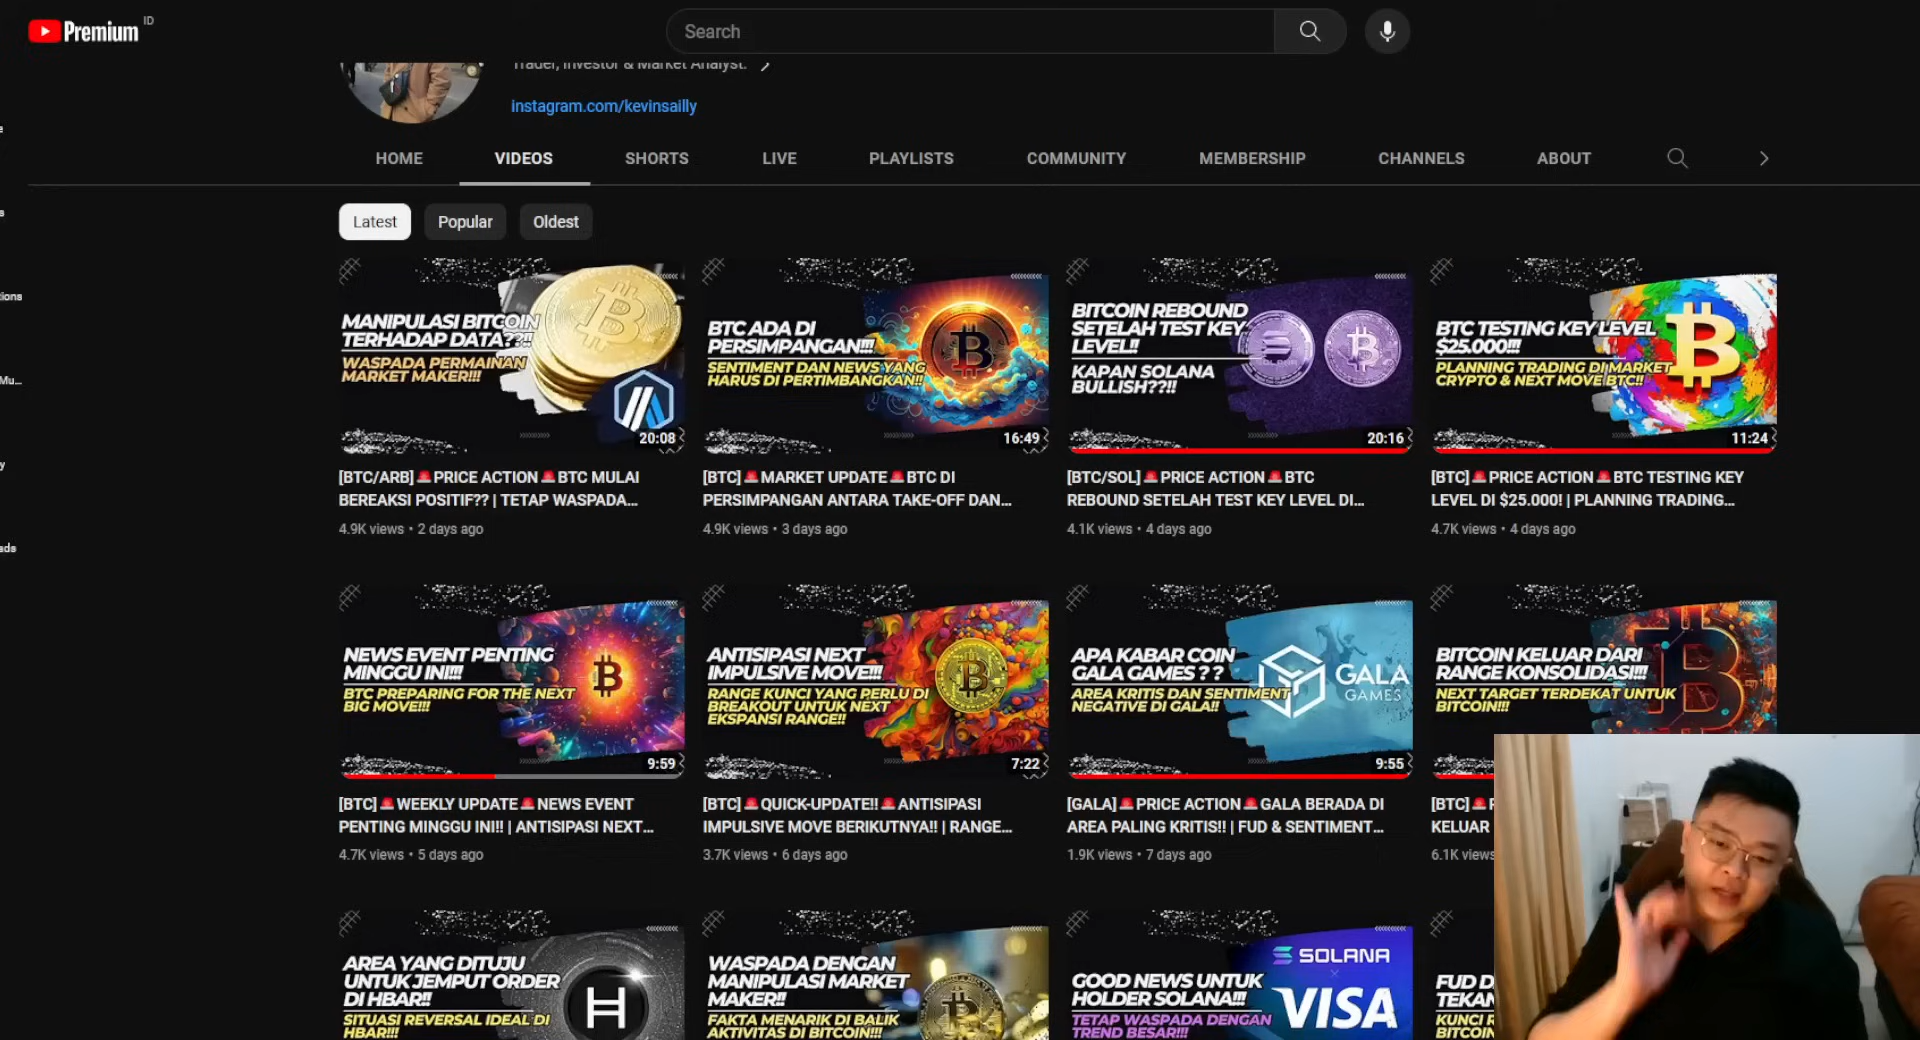 Premium ID
Search
Trader, Investor & Market Analyst.
instagram.com/kevinsailly
HOME VIDEOS SHORTS LIVE PLAYLISTS COMMUNITY MEMBERSHIP CHANNELS ABOUT
Latest Popular Oldest
MANIPULASI BITCOIN
TERHADAP DATA??!!
WASPADA PERMAINAN
MARKET MAKER!!!
20:08
BTC ADA DI
PERSIMPANGAN!!!
SENTIMENT DAN NEWS YANG
HARUS DI PERTIMBANGKAN!!
16:49
BITCOIN REBOUND
SETELAH TEST KEY
LEVEL!!
KAPAN SOLANA
BULLISH??!!
20:16
BTC TESTING KEY LEVEL
$25.000!!!
PLANNING TRADING DI MARKET
CRYPTO & NEXT MOVE BTC!!
11:24
[BTC/ARB]🚨PRICE ACTION🚨BTC MULAI
BEREAKSI POSITIF?? | TETAP WASPADA...
4.9K views • 2 days ago
[BTC]🚨MARKET UPDATE🚨BTC DI
PERSIMPANGAN ANTARA TAKE-OFF DAN...
4.9K views • 3 days ago
[BTC/SOL]🚨PRICE ACTION🚨BTC
REBOUND SETELAH TEST KEY LEVEL DI...
4.1K views • 4 days ago
[BTC]🚨PRICE ACTION🚨BTC TESTING KEY
LEVEL DI $25.000! | PLANNING TRADING...
4.7K views • 4 days ago
NEWS EVENT PENTING
MINGGU INI!!!
BTC PREPARING FOR THE NEXT
BIG MOVE!!!
9:59
ANTISIPASI NEXT
IMPULSIVE MOVE!!!
RANGE KUNCI YANG PERLU DI
BREAKOUT UNTUK NEXT
EKSPANSI RANGE!!
7:22
APA KABAR COIN
GALA GAMES ? ?
AREA KRITIS DAN SENTIMENT
NEGATIVE DI GALA!!
GALA
GAMES
9:55
BITCOIN KELUAR DARI
RANGE KONSOLIDASI!!!
NEXT TARGET TERDEKAT UNTUK
BITCOIN!!!
[BTC]🚨WEEKLY UPDATE🚨NEWS EVENT
PENTING MINGGU INI!! | ANTISIPASI NEXT...
4.7K views • 5 days ago
[BTC]🚨QUICK-UPDATE!!🚨ANTISIPASI
IMPULSIVE MOVE BERIKUTNYA!! | RANGE...
3.7K views • 6 days ago
[GALA]🚨PRICE ACTION🚨GALA BERADA DI
AREA PALING KRITIS!! | FUD & SENTIMENT...
1.9K views • 7 days ago
[BTC]🚨
KELUAR
6.1K views
AREA YANG DITUJU
UNTUK JEMPUT ORDER
DI HBAR!!
SITUASI REVERSAL IDEAL DI
HBAR!!!
WASPADA DENGAN
MANIPULASI MARKET
MAKER!!
FAKTA MENARIK DI BALIK
AKTIVITAS DI BITCOIN!!!
GOOD NEWS UNTUK
HOLDER SOLANA!!!
TETAP WASPADA DENGAN
TREND BESAR!!!
SOLANA
VISA
FUD D
TEKAN
KUNCI R
BITCOIN